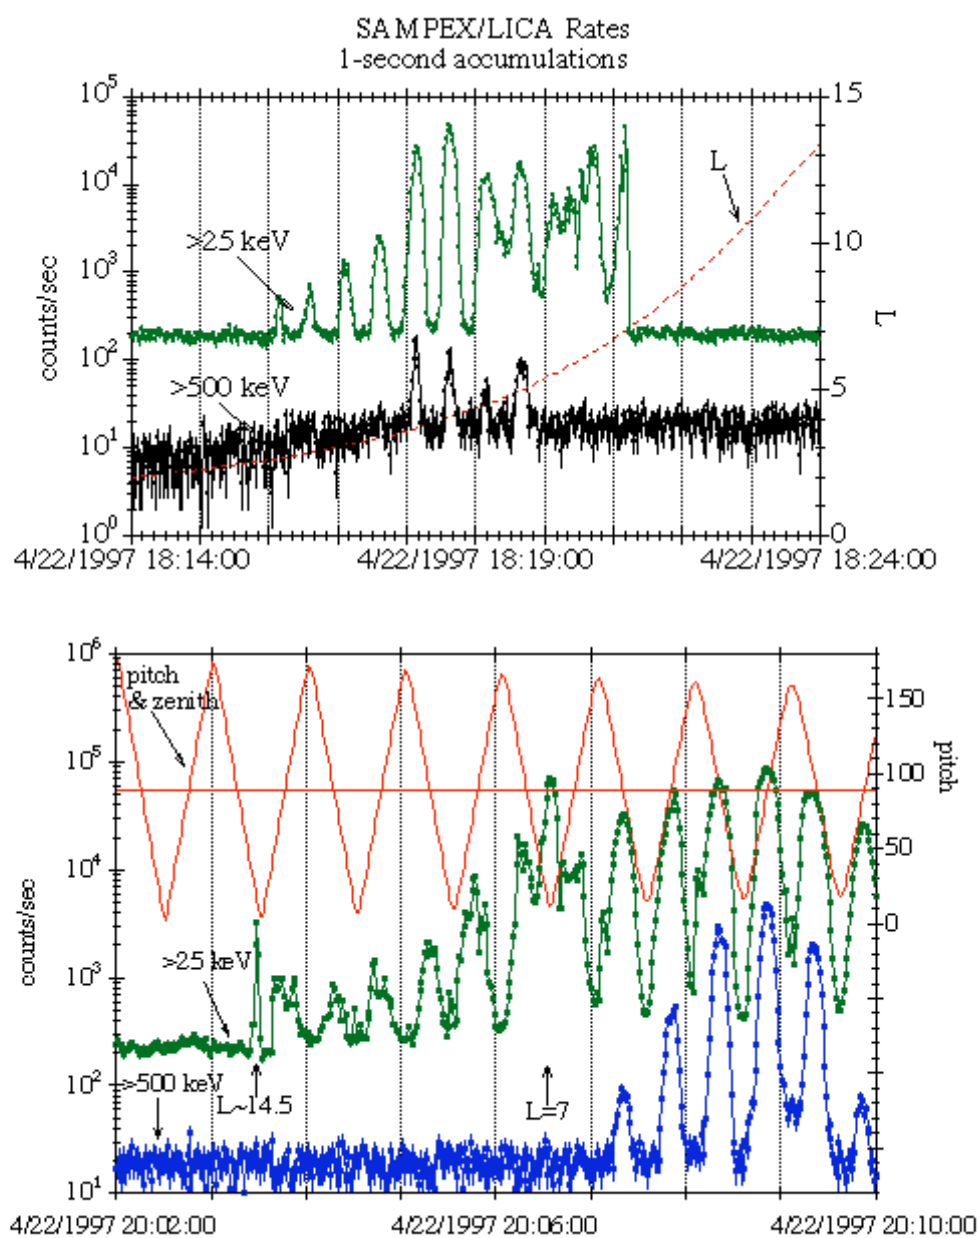 SAMPEX/LICA Rates
1-second accumulations
10^5
10^4
10^3
10^2
10^1
10^0
counts/sec
>25 keV
>500 keV
L
15
10
5
0
L
4/22/1997 18:14:00
4/22/1997 18:19:00
4/22/1997 18:24:00
10^6
10^5
10^4
10^3
10^2
10^1
counts/sec
pitch
& zenith
>25 keV
>500 keV
L~14.5
L=7
150
100
50
0
pitch
4/22/1997 20:02:00
4/22/1997 20:06:00
4/22/1997 20:10:00